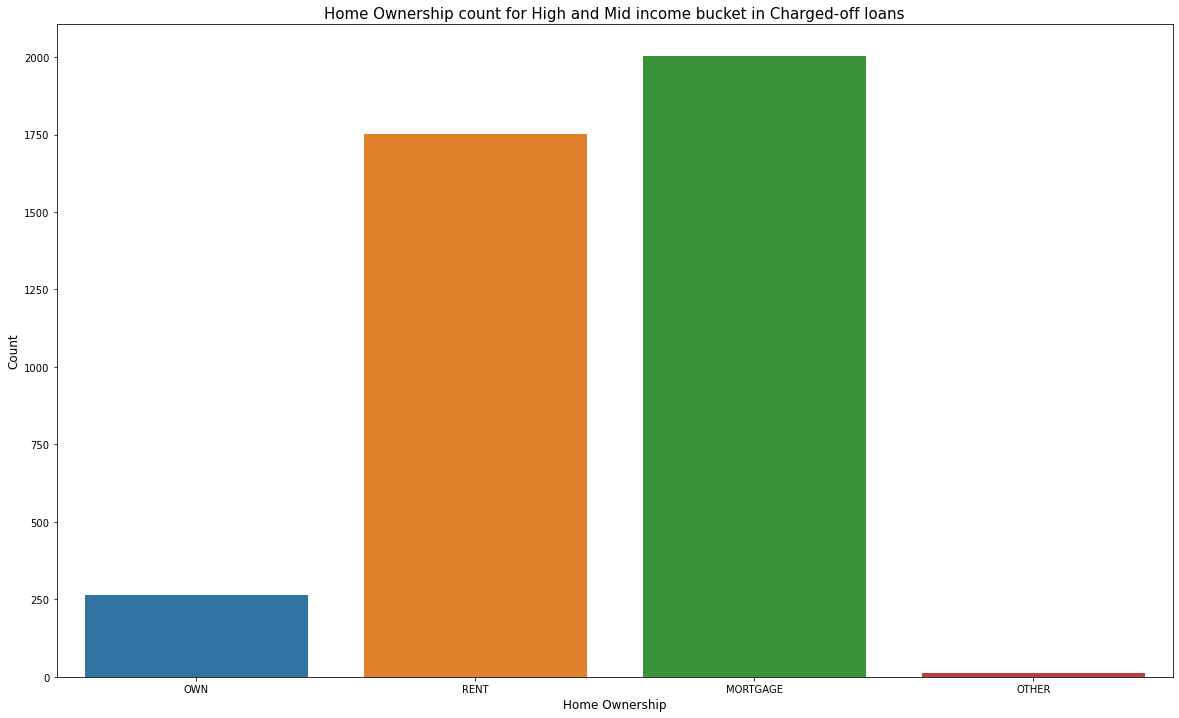 Home Ownership count for High and Mid income bucket in Charged-off loans
2000
1750
1500
1250
1000
750
500
250
0
Count
OWN
RENT
MORTGAGE
OTHER
Home Ownership